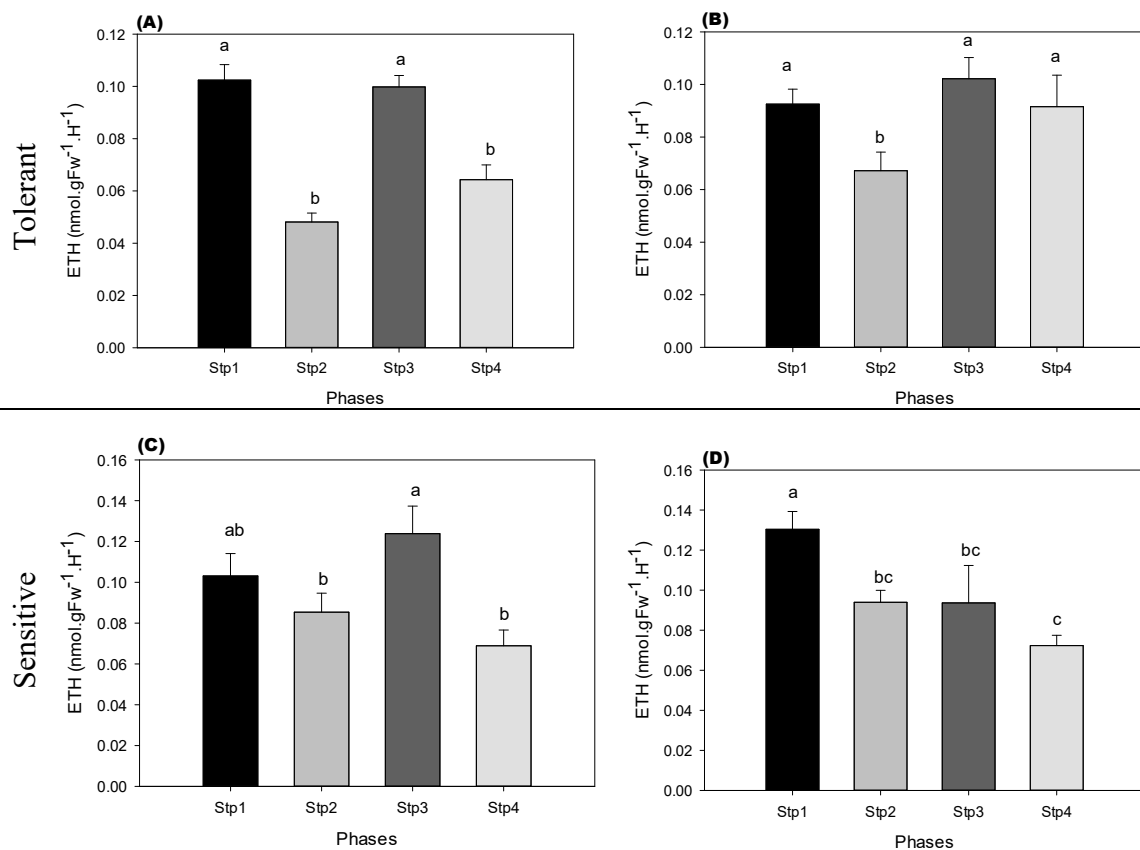 Tolerant
(A)
ETH (nmol.gFw⁻¹.H⁻¹)
0.12
0.10
0.08
0.06
0.04
0.02
0.00
a
b
a
b
Stp1 Stp2 Stp3 Stp4
Phases
(B)
ETH (nmol.gFw⁻¹.H⁻¹)
0.12
0.10
0.08
0.06
0.04
0.02
0.00
a
b
a
a
Stp1 Stp2 Stp3 Stp4
Phases
Sensitive
(C)
ETH (nmol.gFw⁻¹.H⁻¹)
0.16
0.14
0.12
0.10
0.08
0.06
0.04
0.02
0.00
ab
b
a
b
Stp1 Stp2 Stp3 Stp4
Phases
(D)
ETH (nmol.gFw⁻¹.H⁻¹)
0.16
0.14
0.12
0.10
0.08
0.06
0.04
0.02
0.00
a
bc
bc
c
Stp1 Stp2 Stp3 Stp4
Phases